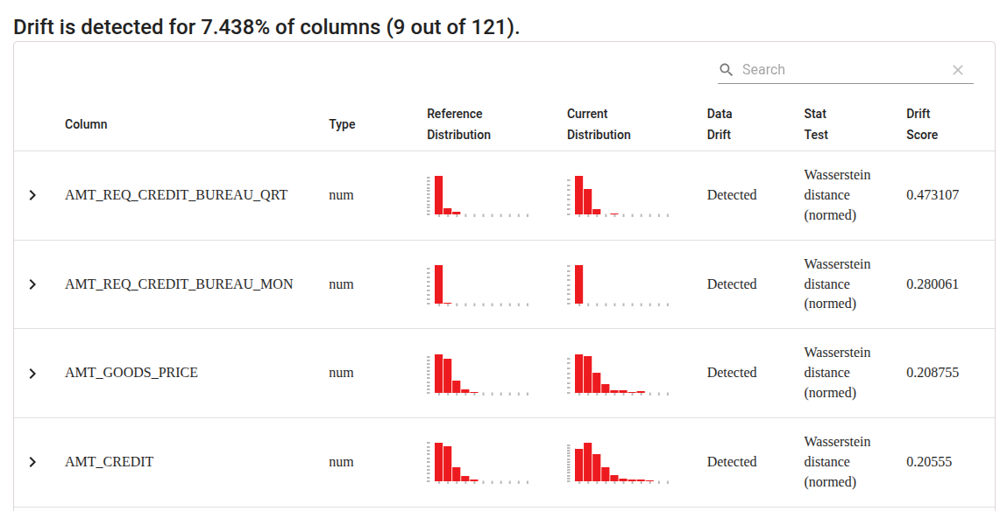 Drift is detected for 7.438% of columns (9 out of 121).
Search
Column
Type
Reference
Distribution
Current
Distribution
Data
Drift
Stat
Test
Drift
Score
AMT_REQ_CREDIT_BUREAU_QRT
num
Detected
Wasserstein
distance
(normed)
0.473107
AMT_REQ_CREDIT_BUREAU_MON
num
Detected
Wasserstein
distance
(normed)
0.280061
AMT_GOODS_PRICE
num
Detected
Wasserstein
distance
(normed)
0.208755
AMT_CREDIT
num
Detected
Wasserstein
distance
(normed)
0.20555